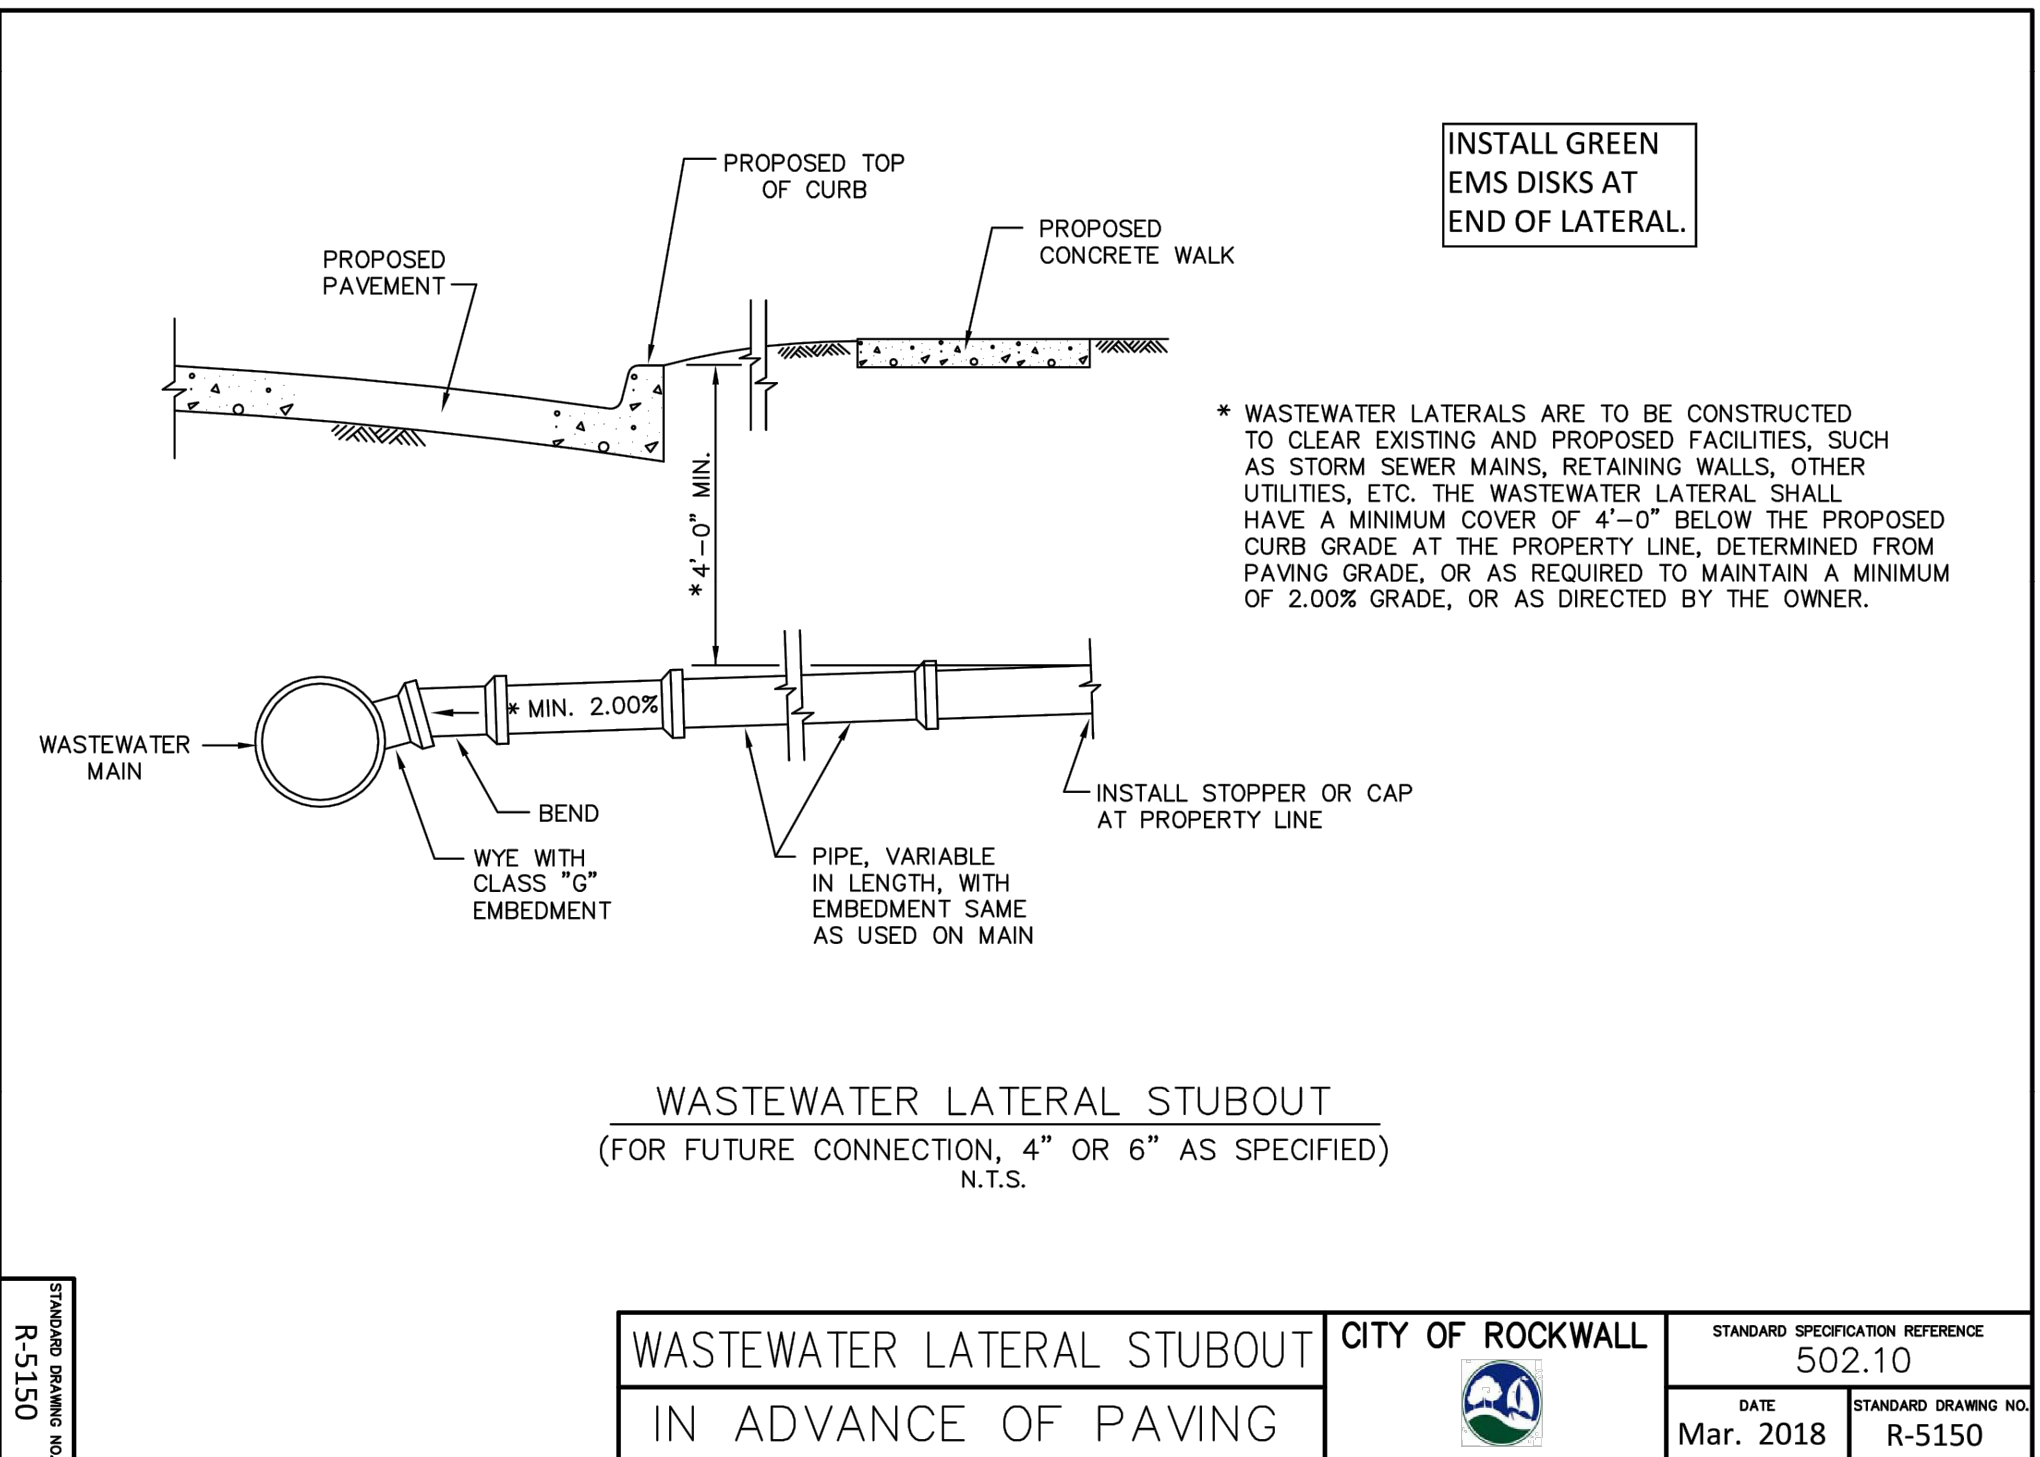 INSTALL GREEN
EMS DISKS AT
END OF LATERAL.
PROPOSED TOP
OF CURB
PROPOSED
CONCRETE WALK
PROPOSED
PAVEMENT
* WASTEWATER LATERALS ARE TO BE CONSTRUCTED
TO CLEAR EXISTING AND PROPOSED FACILITIES, SUCH
AS STORM SEWER MAINS, RETAINING WALLS, OTHER
UTILITIES, ETC. THE WASTEWATER LATERAL SHALL
HAVE A MINIMUM COVER OF 4'-0" BELOW THE PROPOSED
CURB GRADE AT THE PROPERTY LINE, DETERMINED FROM
PAVING GRADE, OR AS REQUIRED TO MAINTAIN A MINIMUM
OF 2.00% GRADE, OR AS DIRECTED BY THE OWNER.
*4'-0" MIN.
* MIN. 2.00%
WASTEWATER
MAIN
BEND
WYE WITH
CLASS "G"
EMBEDMENT
PIPE, VARIABLE
IN LENGTH, WITH
EMBEDMENT SAME
AS USED ON MAIN
INSTALL STOPPER OR CAP
AT PROPERTY LINE
WASTEWATER LATERAL STUBOUT
(FOR FUTURE CONNECTION, 4" OR 6" AS SPECIFIED)
N.T.S.
STANDARD DRAWING NO.
R-5150
WASTEWATER LATERAL STUBOUT
IN ADVANCE OF PAVING
CITY OF ROCKWALL
STANDARD SPECIFICATION REFERENCE
502.10
DATE
Mar. 2018
STANDARD DRAWING NO.
R-5150